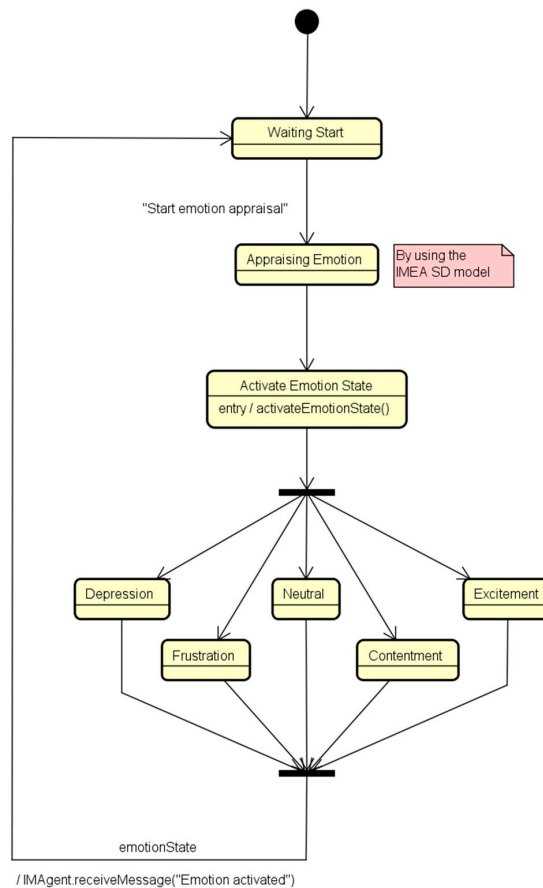 Waiting Start
"Start emotion appraisal"
Appraising Emotion
By using the
IMEA SD model
Activate Emotion State
entry / activateEmotionState()
Depression
Neutral
Excitement
Frustration
Contentment
emotionState
/ IMAgent.receiveMessage("Emotion activated")